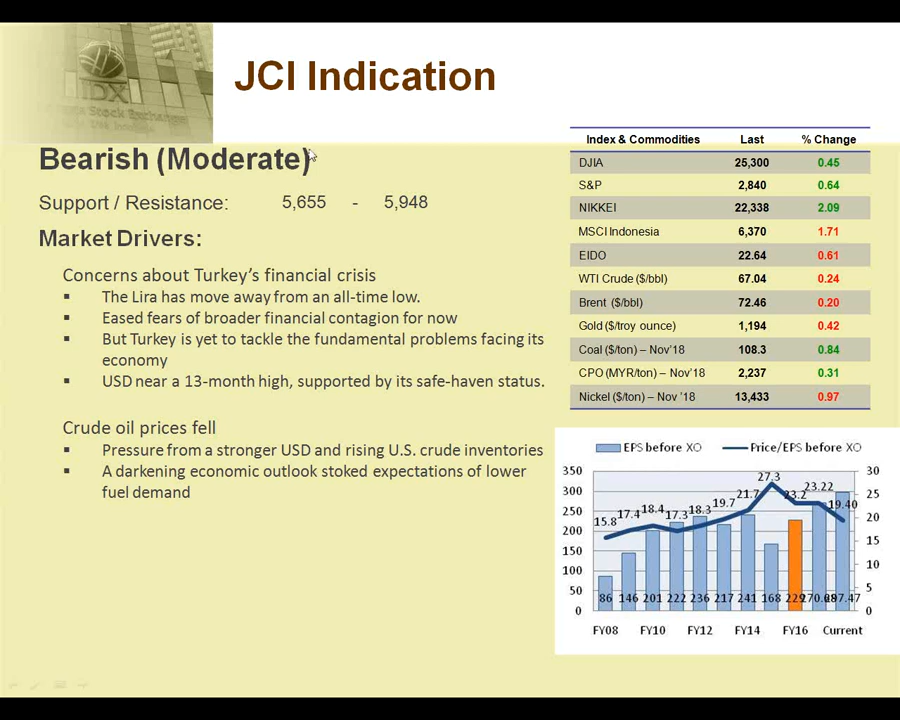 IDX
JCI Indication
Bearish (Moderate)
Support / Resistance: 5,655 - 5,948
Market Drivers:
Concerns about Turkey's financial crisis
▪ The Lira has move away from an all-time low.
▪ Eased fears of broader financial contagion for now
▪ But Turkey is yet to tackle the fundamental problems facing its
economy
▪ USD near a 13-month high, supported by its safe-haven status.
Crude oil prices fell
▪ Pressure from a stronger USD and rising U.S. crude inventories
▪ A darkening economic outlook stoked expectations of lower
fuel demand
Index & Commodities Last % Change
DJIA 25,300 0.45
S&P 2,840 0.64
NIKKEI 22,338 2.09
MSCI Indonesia 6,370 1.71
EIDO 22.64 0.61
WTI Crude ($/bbl) 67.04 0.24
Brent ($/bbl) 72.46 0.20
Gold ($/troy ounce) 1,194 0.42
Coal ($/ton) – Nov'18 108.3 0.84
CPO (MYR/ton) – Nov'18 2,237 0.31
Nickel ($/ton) – Nov '18 13,433 0.97
EPS before XO Price/EPS before XO
350 300 250 200 150 100 50 0
15.8 17.4 18.4 17.3 18.3 19.7 21.7 27.3 23.2 23.22 19.40
86 146 201 222 236 217 241 168 229 270.68 297.47
30 25 20 15 10 5 0
FY08 FY10 FY12 FY14 FY16 Current